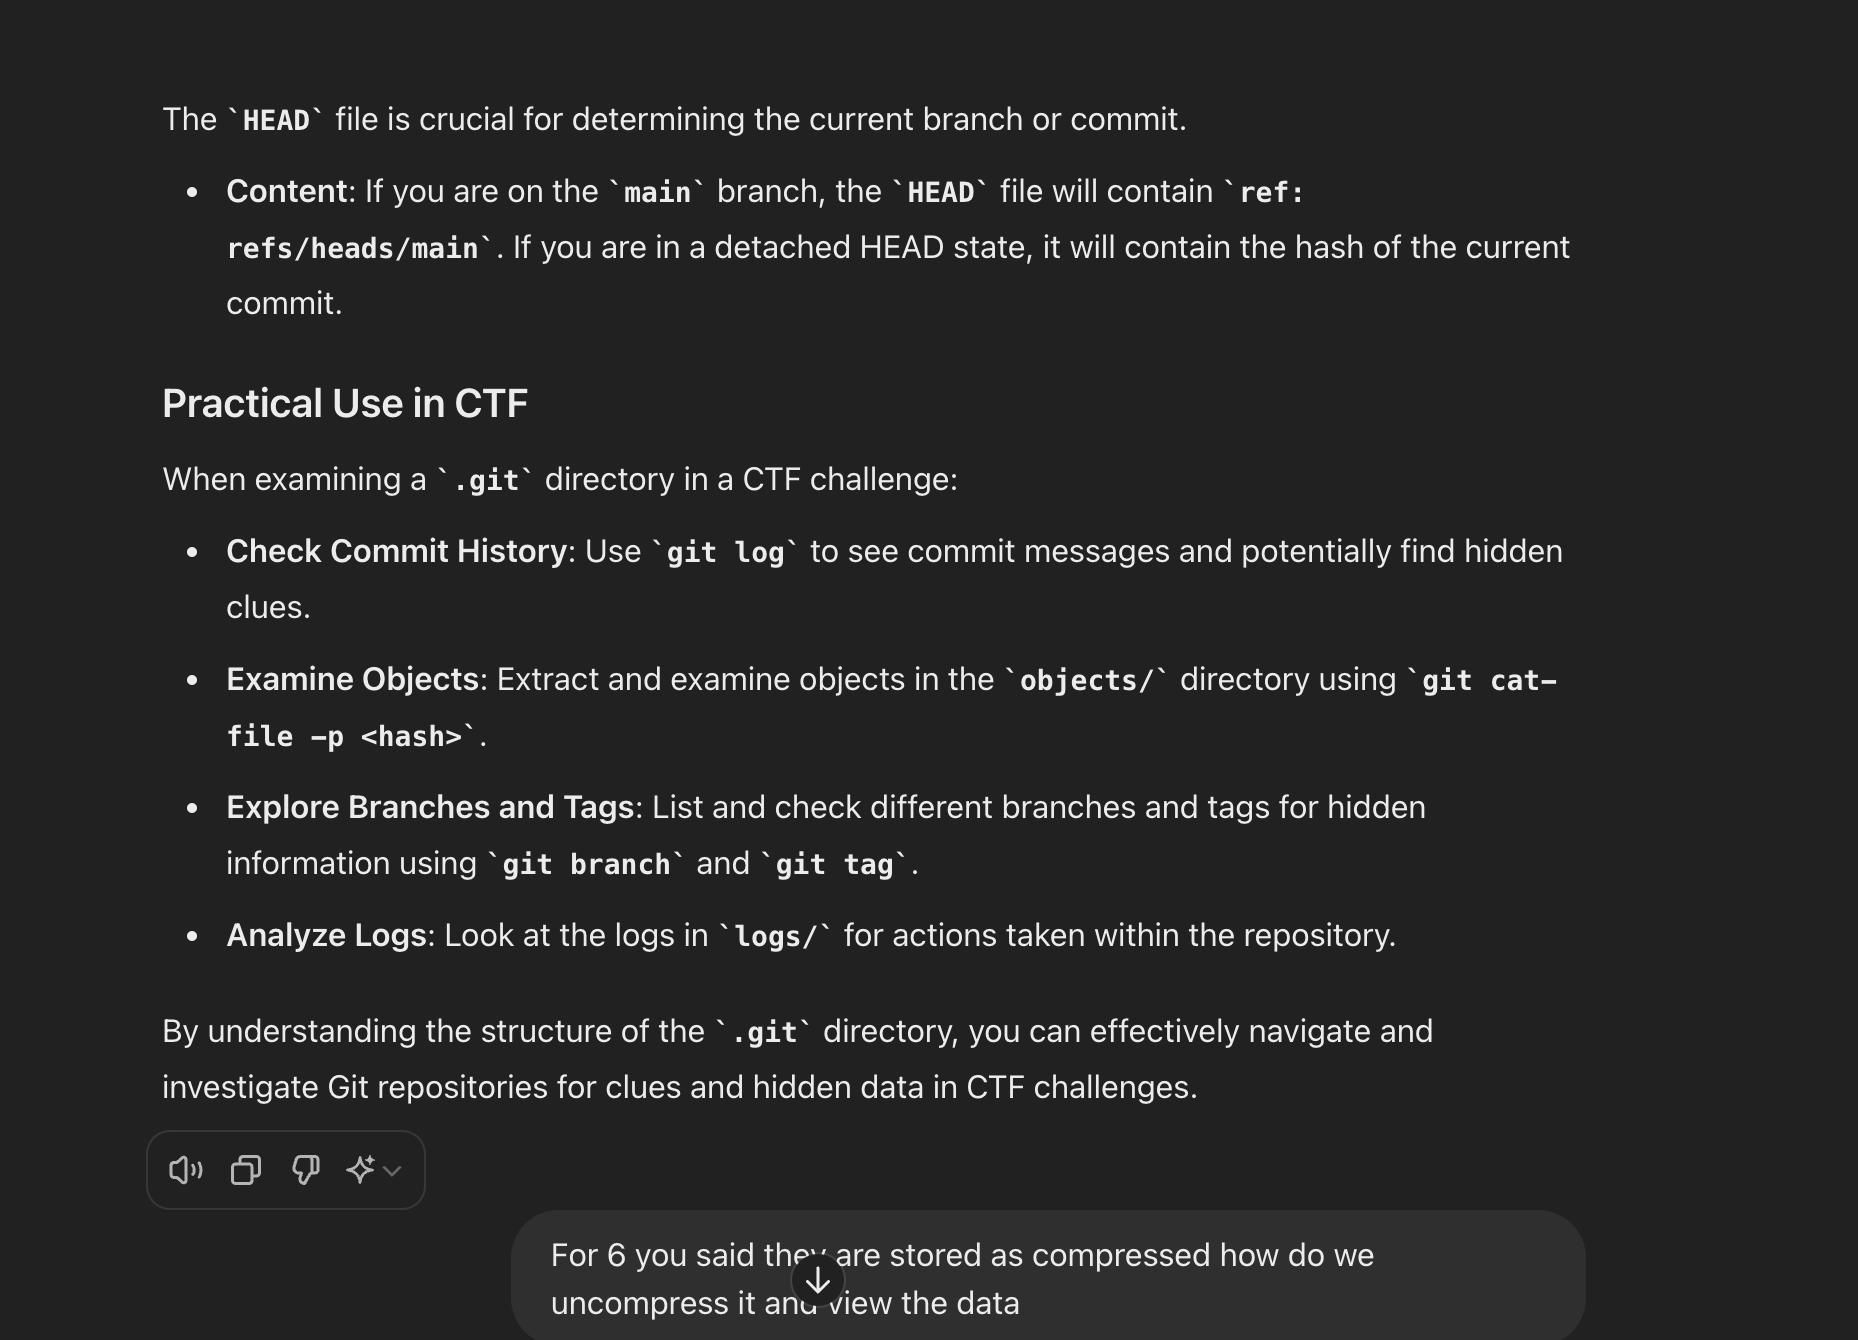 The `HEAD` file is crucial for determining the current branch or commit.
• Content: If you are on the `main` branch, the `HEAD` file will contain `ref:
refs/heads/main`. If you are in a detached HEAD state, it will contain the hash of the current
commit.
Practical Use in CTF
When examining a `.git` directory in a CTF challenge:
• Check Commit History: Use `git log` to see commit messages and potentially find hidden
clues.
• Examine Objects: Extract and examine objects in the `objects/` directory using `git cat-
file -p <hash>`.
• Explore Branches and Tags: List and check different branches and tags for hidden
information using `git branch` and `git tag`.
• Analyze Logs: Look at the logs in `logs/` for actions taken within the repository.
By understanding the structure of the `.git` directory, you can effectively navigate and
investigate Git repositories for clues and hidden data in CTF challenges.
For 6 you said they are stored as compressed how do we
uncompress it and view the data